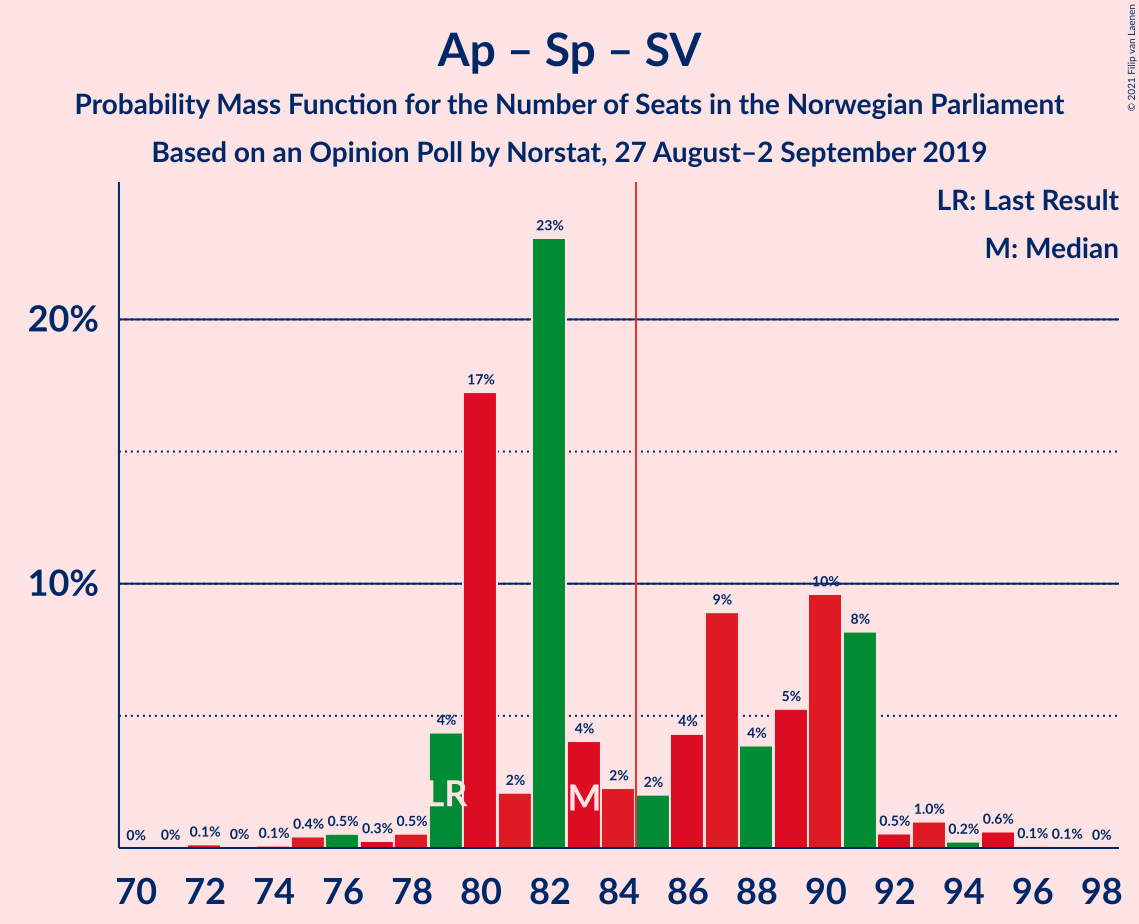 Ap – Sp – SV
Probability Mass Function for the Number of Seats in the Norwegian Parliament
Based on an Opinion Poll by Norstat, 27 August–2 September 2019
© 2021 Filip van Laenen
LR: Last Result
M: Median
20%
10%
0% 0% 0.1% 0% 0.1% 0.4% 0.5% 0.3% 0.5% 4% 17% 2% 23% 4% 2% 2% 4% 9% 4% 5% 10% 8% 0.5% 1.0% 0.2% 0.6% 0.1% 0.1% 0%
LR M
70 72 74 76 78 80 82 84 86 88 90 92 94 96 98